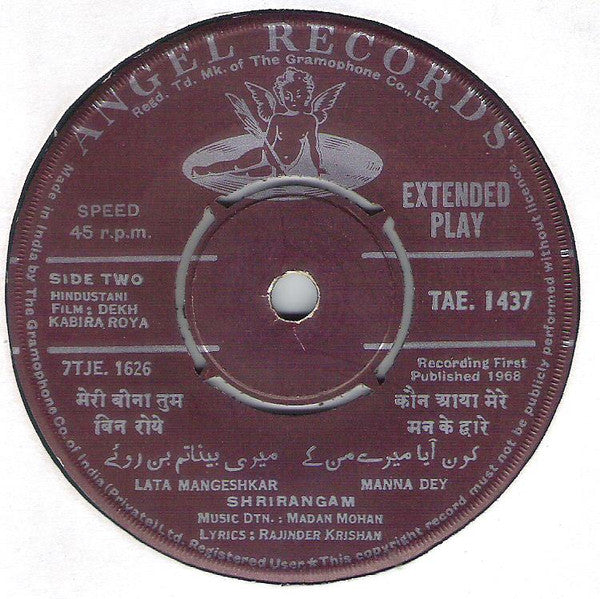 ANGEL RECORDS
Regd. Td. Mk. of The Gramophone Co., Ltd.
SPEED
45 r.p.m.
EXTENDED
PLAY
SIDE TWO
HINDUSTANI
FILM : DEKH
KABIRA ROYA
TAE. 1437
7TJE. 1626
Recording First
Published 1968
मेरी बीना तुम
बिन रोये
कौन आया मेरे
मन के द्वारे
میری بینا تم بن روئے
کون آیا میرے من کے
LATA MANGESHKAR
MANNA DEY
SHRIRANGAM
MUSIC DTN. : MADAN MOHAN
LYRICS : RAJINDER KRISHAN
Made in India by The Gramophone Co. of India (Private) Ltd. Registered User ★ This copyright record must not be publicly performed without licence.